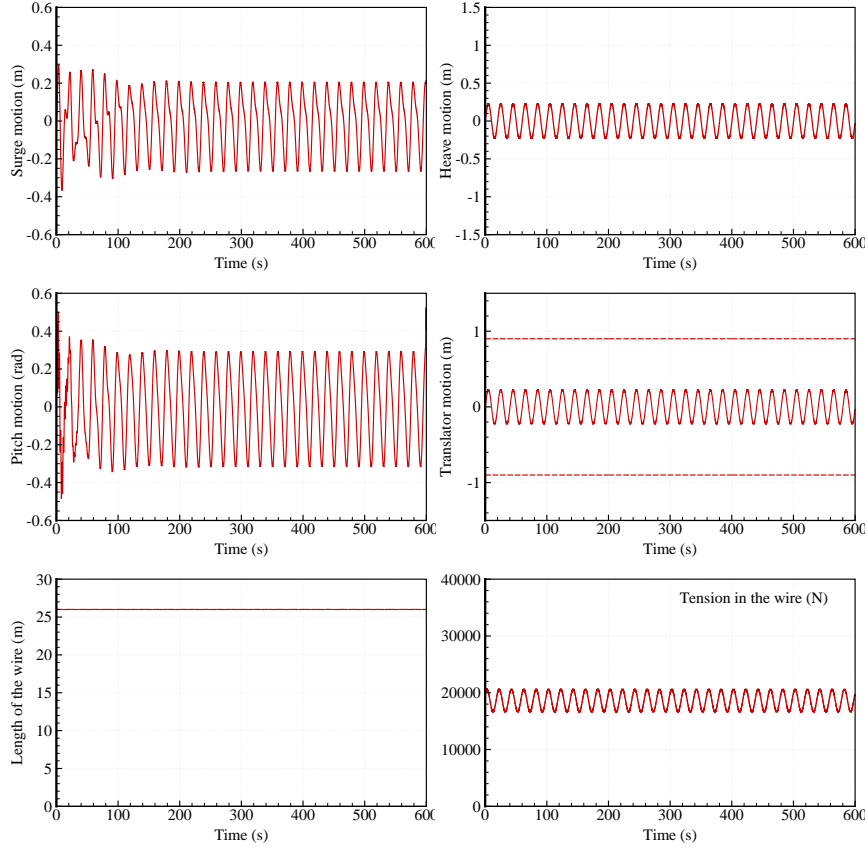 0.6
0.4
0.2
0
-0.2
-0.4
-0.6
Surge motion (m)
0 100 200 300 400 500 600
Time (s)
1.5
1
0.5
0
-0.5
-1
-1.5
Heave motion (m)
0 100 200 300 400 500 600
Time (s)
0.6
0.4
0.2
0
-0.2
-0.4
-0.6
Pitch motion (rad)
0 100 200 300 400 500 600
Time (s)
1
0
-1
Translator motion (m)
0 100 200 300 400 500 600
Time (s)
30
25
20
15
10
5
0
Length of the wire (m)
0 100 200 300 400 500 600
Time (s)
Tension in the wire (N)
40000
30000
20000
10000
0
0 100 200 300 400 500 600
Time (s)